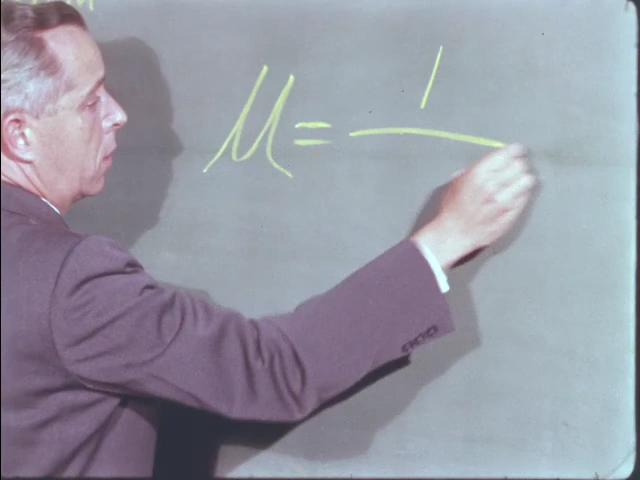 μ = 1